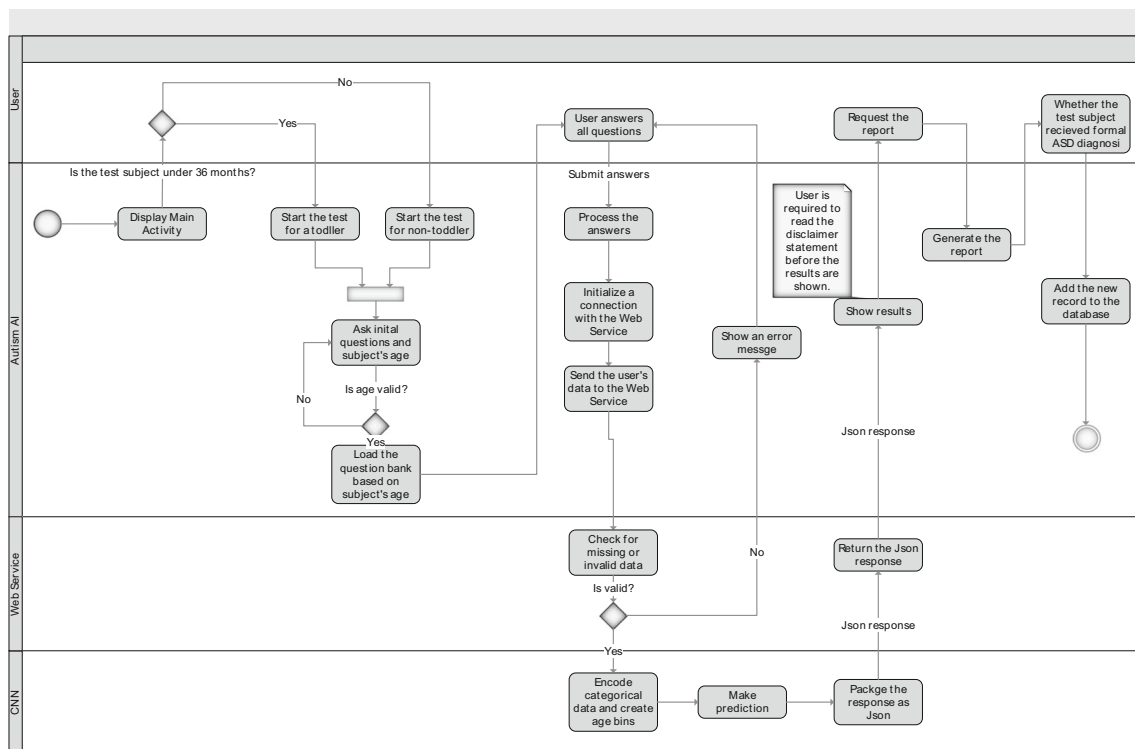 User
No
Yes
Is the test subject under 36 months?
User answers
all questions
Request the
report
Whether the
test subject
recieved formal
ASD diagnosi
Autism AI
Display Main
Activity
Start the test
for a todller
Start the test
for non-toddler
Submit answers
Process the
answers
User is
required to
read the
disclaimer
statement
before the
results are
shown.
Generate the
report
Initialize a
connection
with the Web
Service
Add the new
record to the
database
Show results
Ask inital
questions and
subject's age
Show an error
messge
Is age valid?
No
Yes
Send the user's
data to the Web
Service
Load the
question bank
based on
subject's age
Json response
Web Service
Check for
missing or
invalid data
Is valid?
No
Yes
Return the Json
response
Json response
CNN
Encode
categorical
data and create
age bins
Make
prediction
Packge the
response as
Json